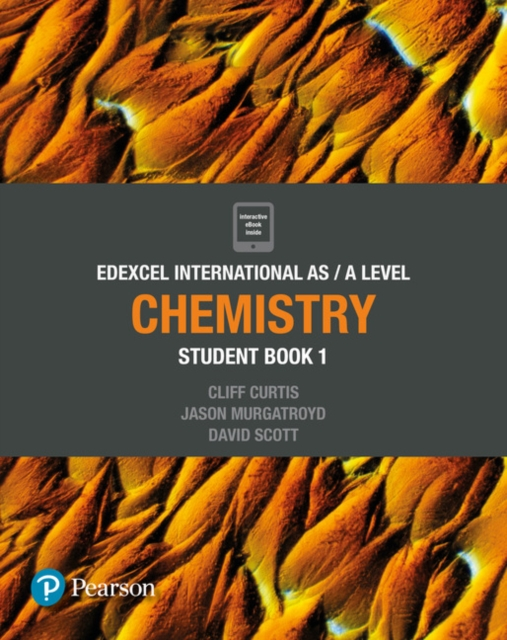 interactive
eBook
inside
EDEXCEL INTERNATIONAL AS / A LEVEL
CHEMISTRY
STUDENT BOOK 1
CLIFF CURTIS
JASON MURGATROYD
DAVID SCOTT
P Pearson